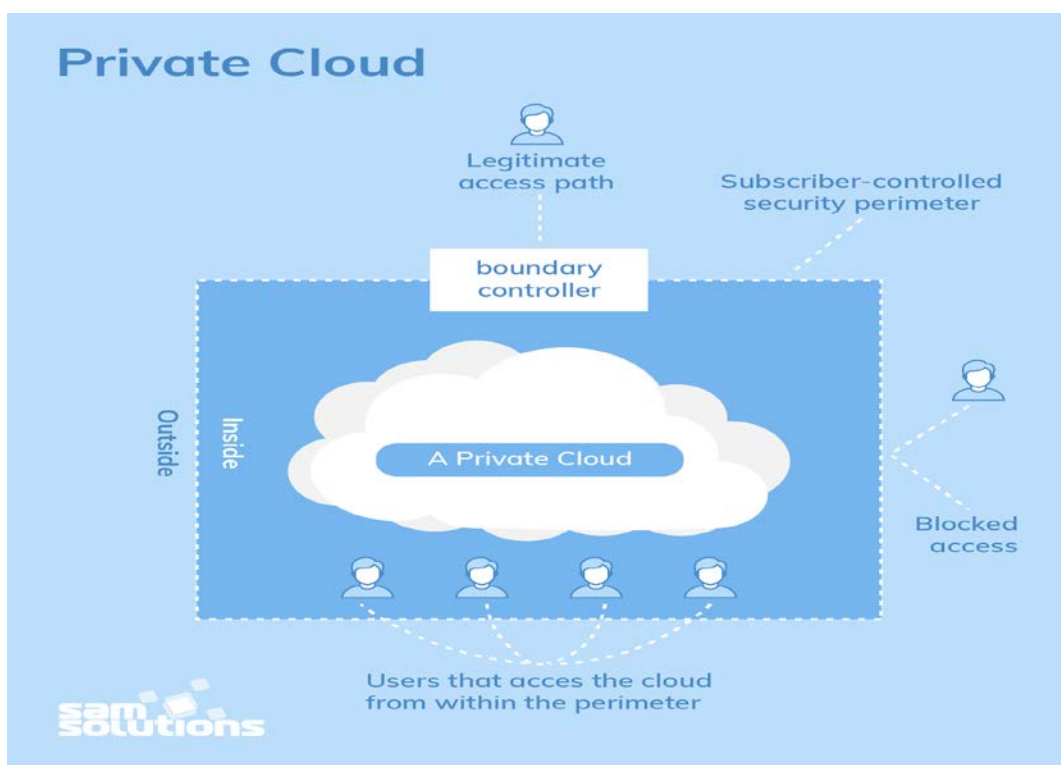 Private Cloud
Legitimate
access path
Subscriber-controlled
security perimeter
boundary
controller
Outside
Inside
A Private Cloud
Blocked
access
Users that acces the cloud
from within the perimeter
sam
solutions